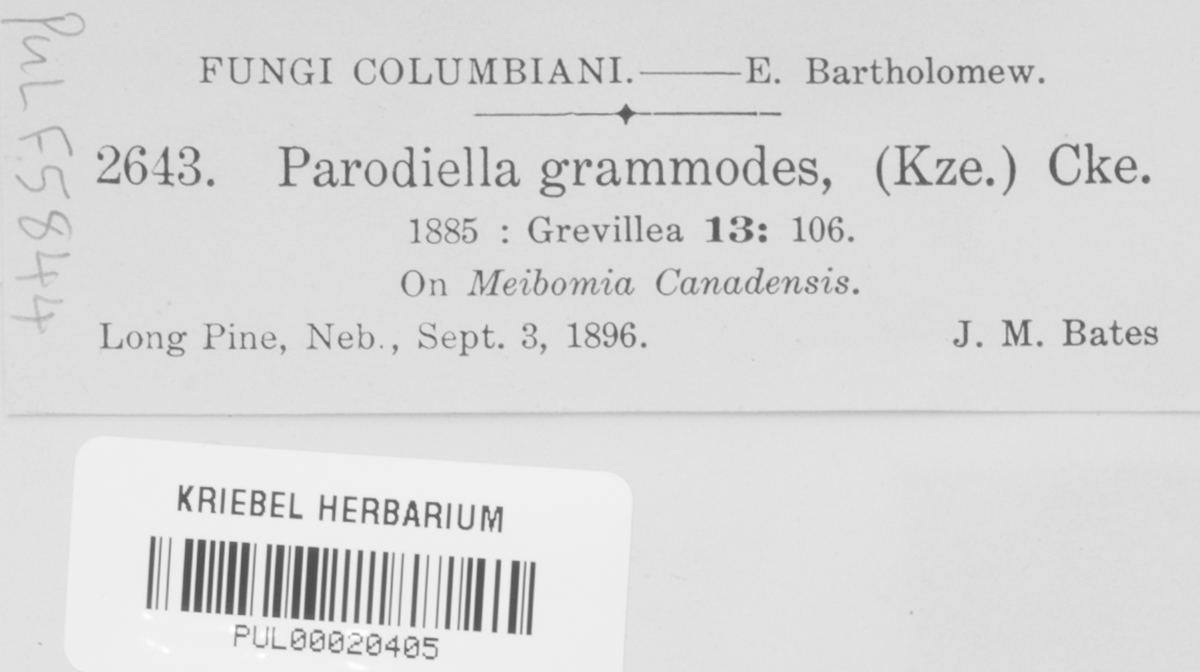 PUL F5844
FUNGI COLUMBIANI.——E. Bartholomew.
2643. Parodiella grammodes, (Kze.) Cke.
1885 : Grevillea 13: 106.
On Meibomia Canadensis.
Long Pine, Neb., Sept. 3, 1896. J. M. Bates
KRIEBEL HERBARIUM
PUL00020405